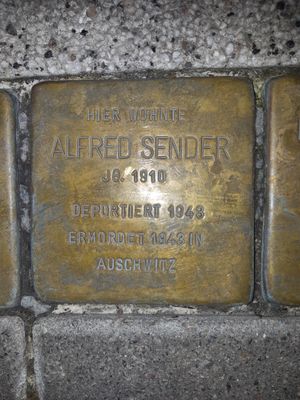 HIER WOHNTE
ALFRED SENDER
JG. 1910
DEPORTIERT 1943
ERMORDET 1943 IN
AUSCHWITZ